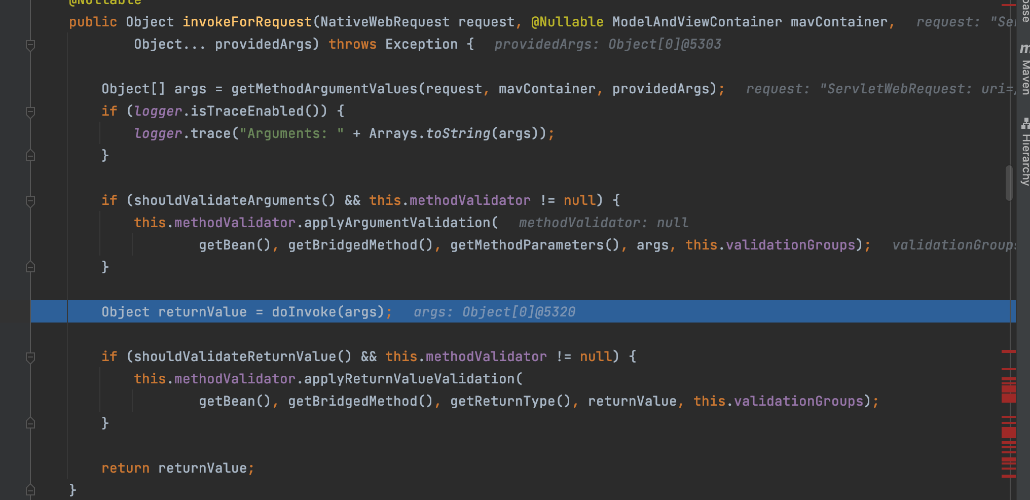 @Nullable
public Object invokeForRequest(NativeWebRequest request, @Nullable ModelAndViewContainer mavContainer,   request: "Ser
        Object... providedArgs) throws Exception {   providedArgs: Object[0]@5303
    Object[] args = getMethodArgumentValues(request, mavContainer, providedArgs);   request: "ServletWebRequest: uri=/
    if (logger.isTraceEnabled()) {
        logger.trace("Arguments: " + Arrays.toString(args));
    }
    if (shouldValidateArguments() && this.methodValidator != null) {
        this.methodValidator.applyArgumentValidation(   methodValidator: null
                getBean(), getBridgedMethod(), getMethodParameters(), args, this.validationGroups);   validationGroups
    }
    Object returnValue = doInvoke(args);   args: Object[0]@5320
    if (shouldValidateReturnValue() && this.methodValidator != null) {
        this.methodValidator.applyReturnValueValidation(
                getBean(), getBridgedMethod(), getReturnType(), returnValue, this.validationGroups);
    }
    return returnValue;
}
base
m
Maven
Hierarchy